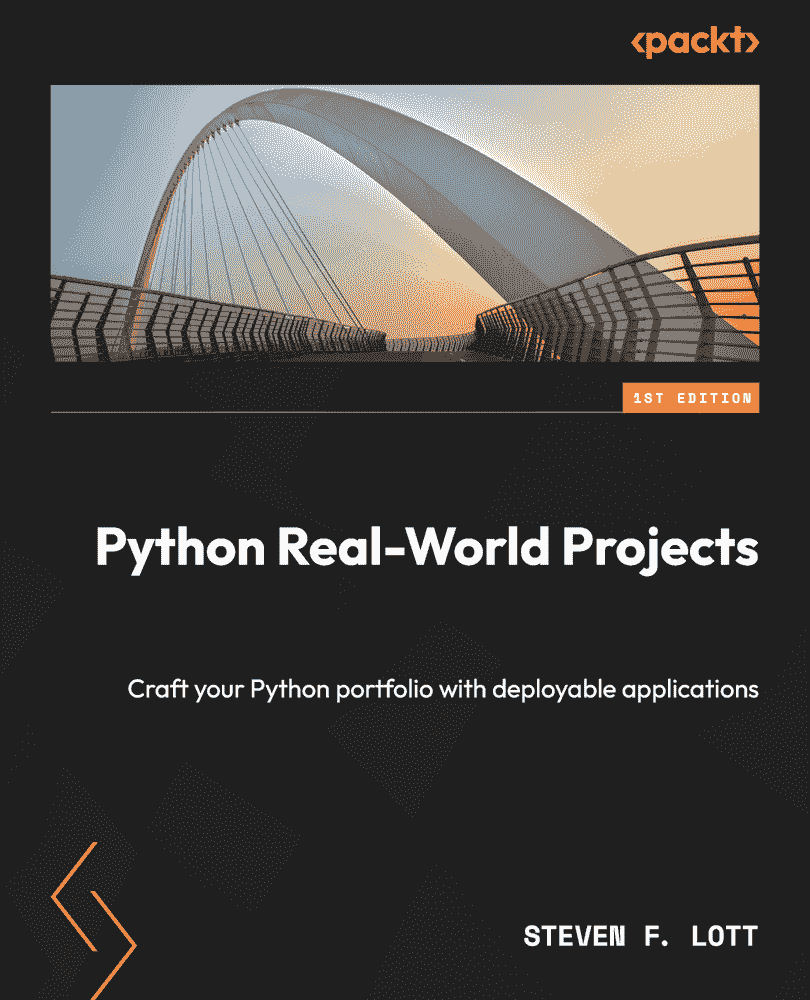 <packt>
1ST EDITION
Python Real-World Projects
Craft your Python portfolio with deployable applications
STEVEN F. LOTT